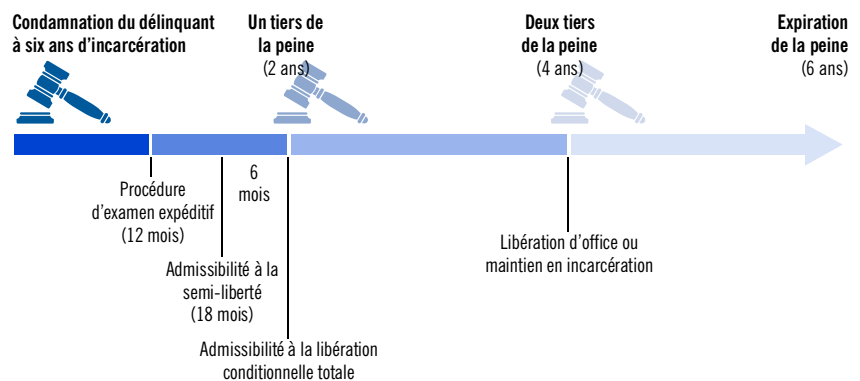 Condamnation du délinquant
à six ans d'incarcération
Un tiers de
la peine
(2 ans)
Deux tiers
de la peine
(4 ans)
Expiration
de la peine
(6 ans)
6
mois
Procédure
d'examen expéditif
(12 mois)
Admissibilité à la
semi-liberté
(18 mois)
Admissibilité à la libération
conditionnelle totale
Libération d'office ou
maintien en incarcération